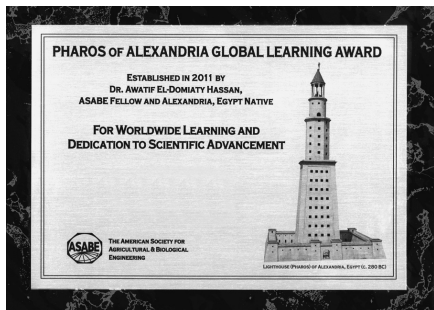 PHAROS OF ALEXANDRIA GLOBAL LEARNING AWARD
ESTABLISHED IN 2011 BY
DR. AWATIF EL-DOMIATY HASSAN,
ASABE FELLOW AND ALEXANDRIA, EGYPT NATIVE
FOR WORLDWIDE LEARNING AND
DEDICATION TO SCIENTIFIC ADVANCEMENT
ASABE
THE AMERICAN SOCIETY FOR
AGRICULTURAL & BIOLOGICAL
ENGINEERING
LIGHTHOUSE (PHAROS) OF ALEXANDRIA, EGYPT (C. 280 BC)